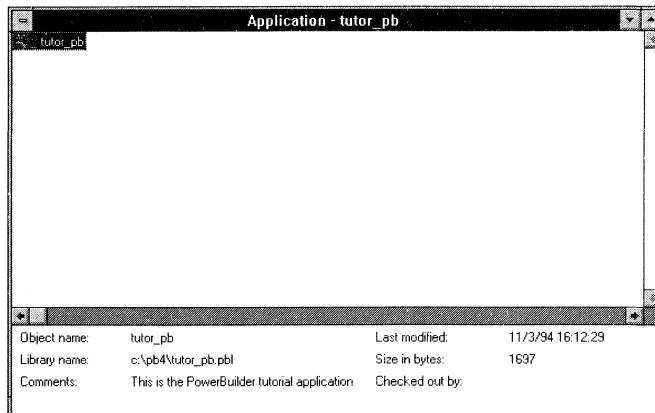 Application - tutor_pb
tutor_pb
Object name: tutor_pb Last modified: 11/3/94 16:12:29
Library name: c:\pb4\tutor_pb.pbl Size in bytes: 1697
Comments: This is the PowerBuilder tutorial application Checked out by: